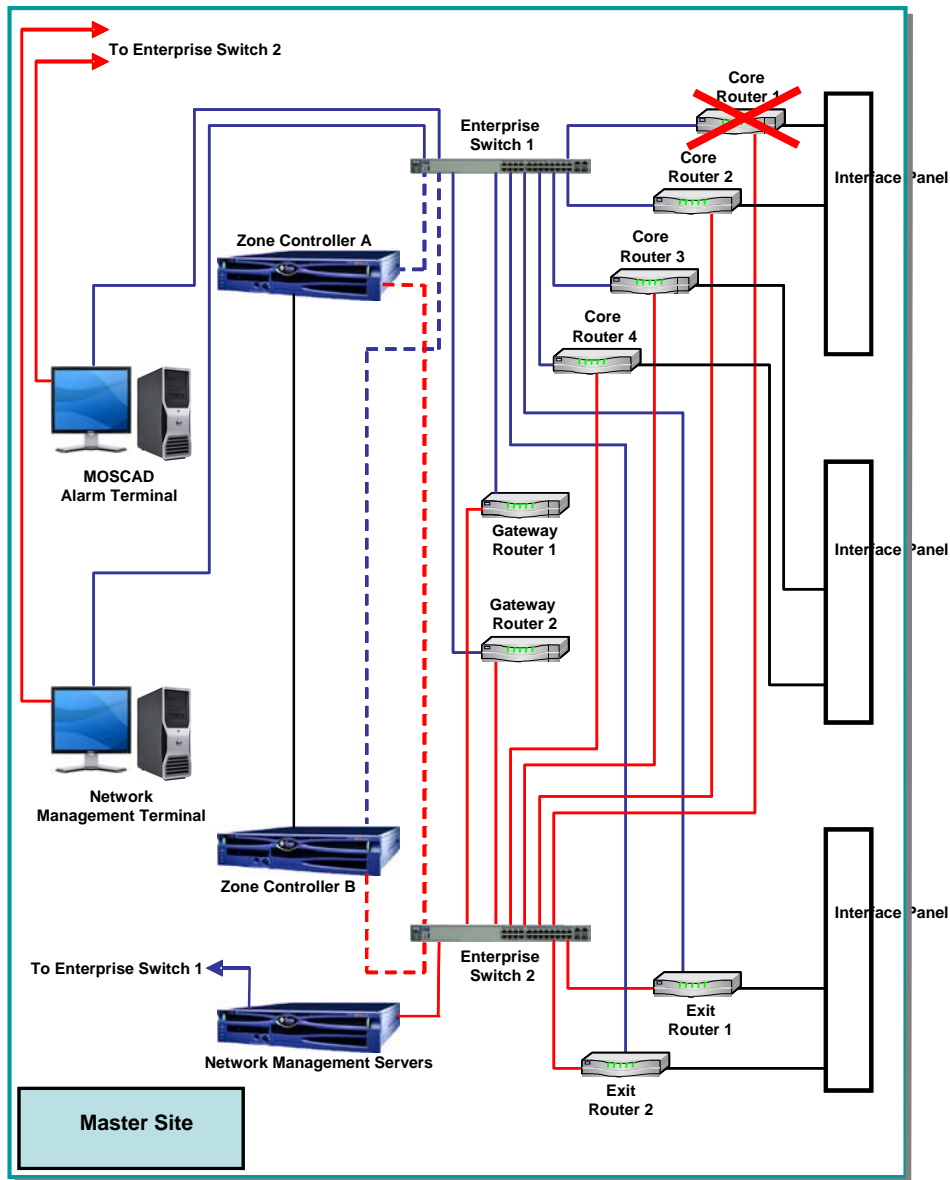 To Enterprise Switch 2
Core
Router 1
Enterprise
Switch 1
Core
Router 2
Interface Panel
Zone Controller A
Core
Router 3
Core
Router 4
MOSCAD
Alarm Terminal
Gateway
Router 1
Interface Panel
Gateway
Router 2
Network
Management Terminal
Zone Controller B
Interface Panel
Enterprise
Switch 2
To Enterprise Switch 1
Exit
Router 1
Network Management Servers
Exit
Router 2
Master Site